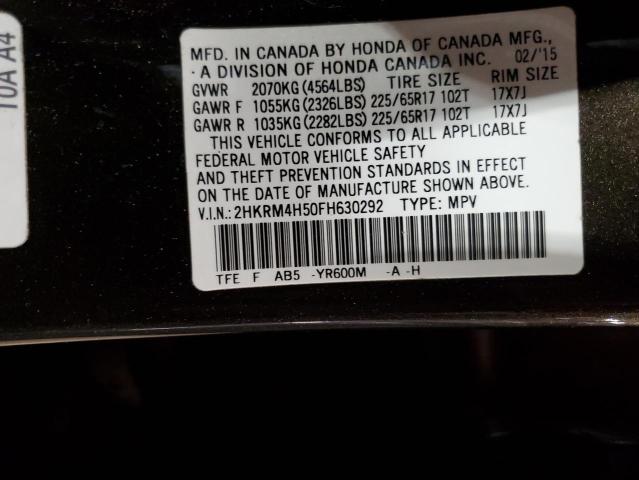 10A A4
MFD. IN CANADA BY HONDA OF CANADA MFG.,
A DIVISION OF HONDA CANADA INC. 02/'15
GVWR 2070KG (4564LBS) TIRE SIZE RIM SIZE
GAWR F 1055KG (2326LBS) 225/65R17 102T 17X7J
GAWR R 1035KG (2282LBS) 225/65R17 102T 17X7J
THIS VEHICLE CONFORMS TO ALL APPLICABLE
FEDERAL MOTOR VEHICLE SAFETY
AND THEFT PREVENTION STANDARDS IN EFFECT
ON THE DATE OF MANUFACTURE SHOWN ABOVE.
V.I.N.:2HKRM4H50FH630292 TYPE: MPV
TFE F AB5 -YR600M -A -H